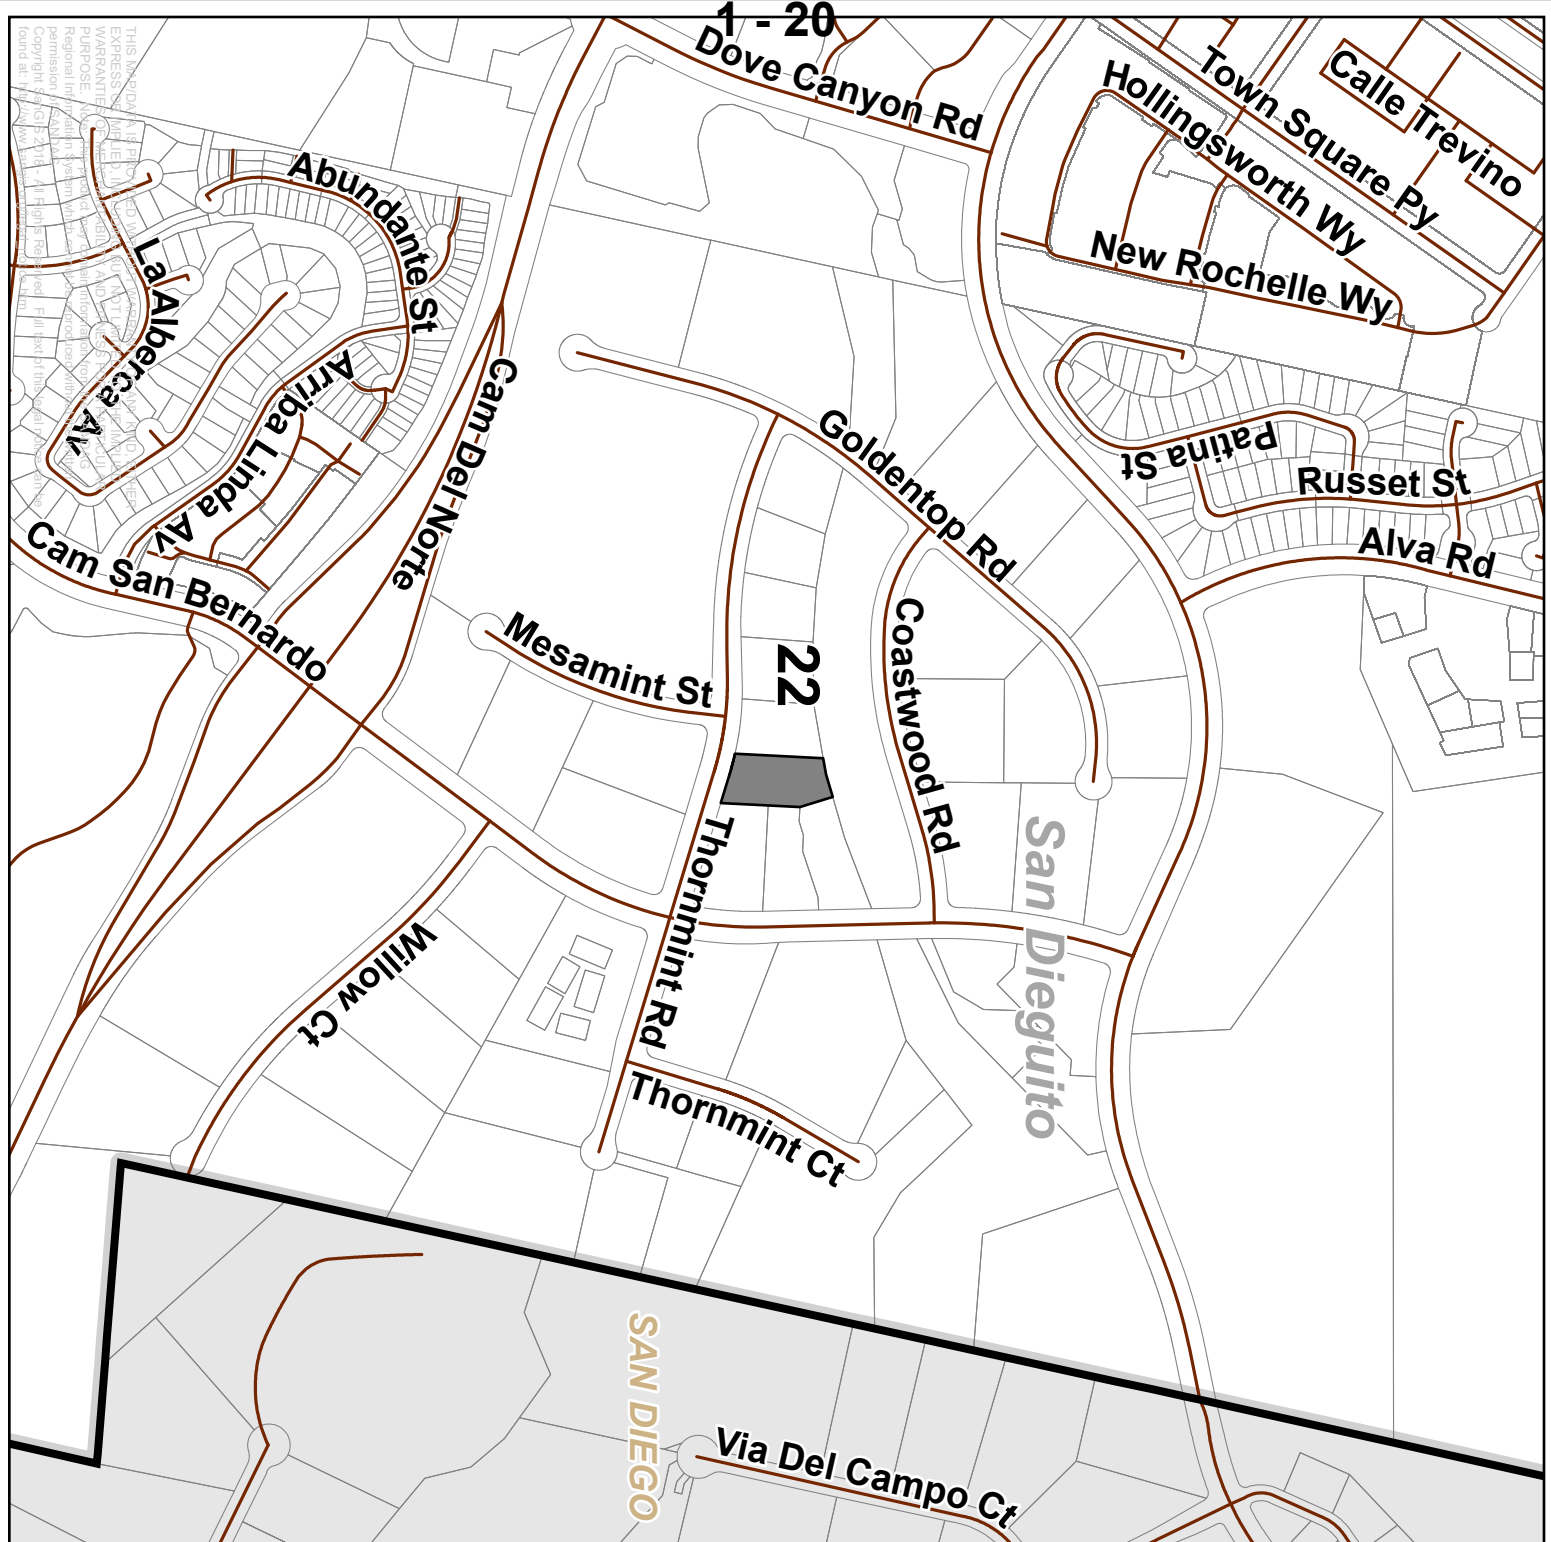 1 - 20
Dove Canyon Rd
Town Square Py
Calle Trevino
Hollingsworth Wy
New Rochelle Wy
Abundante St
La Alberca Av
Arriba Linda Av
Cam Del Norte
Goldentop Rd
Patina St
Russet St
Alva Rd
Cam San Bernardo
Mesamint St
22
Coastwood Rd
Thornmint Rd
San Dieguito
Willow Ct
Thornmint Ct
SAN DIEGO
Via Del Campo Ct